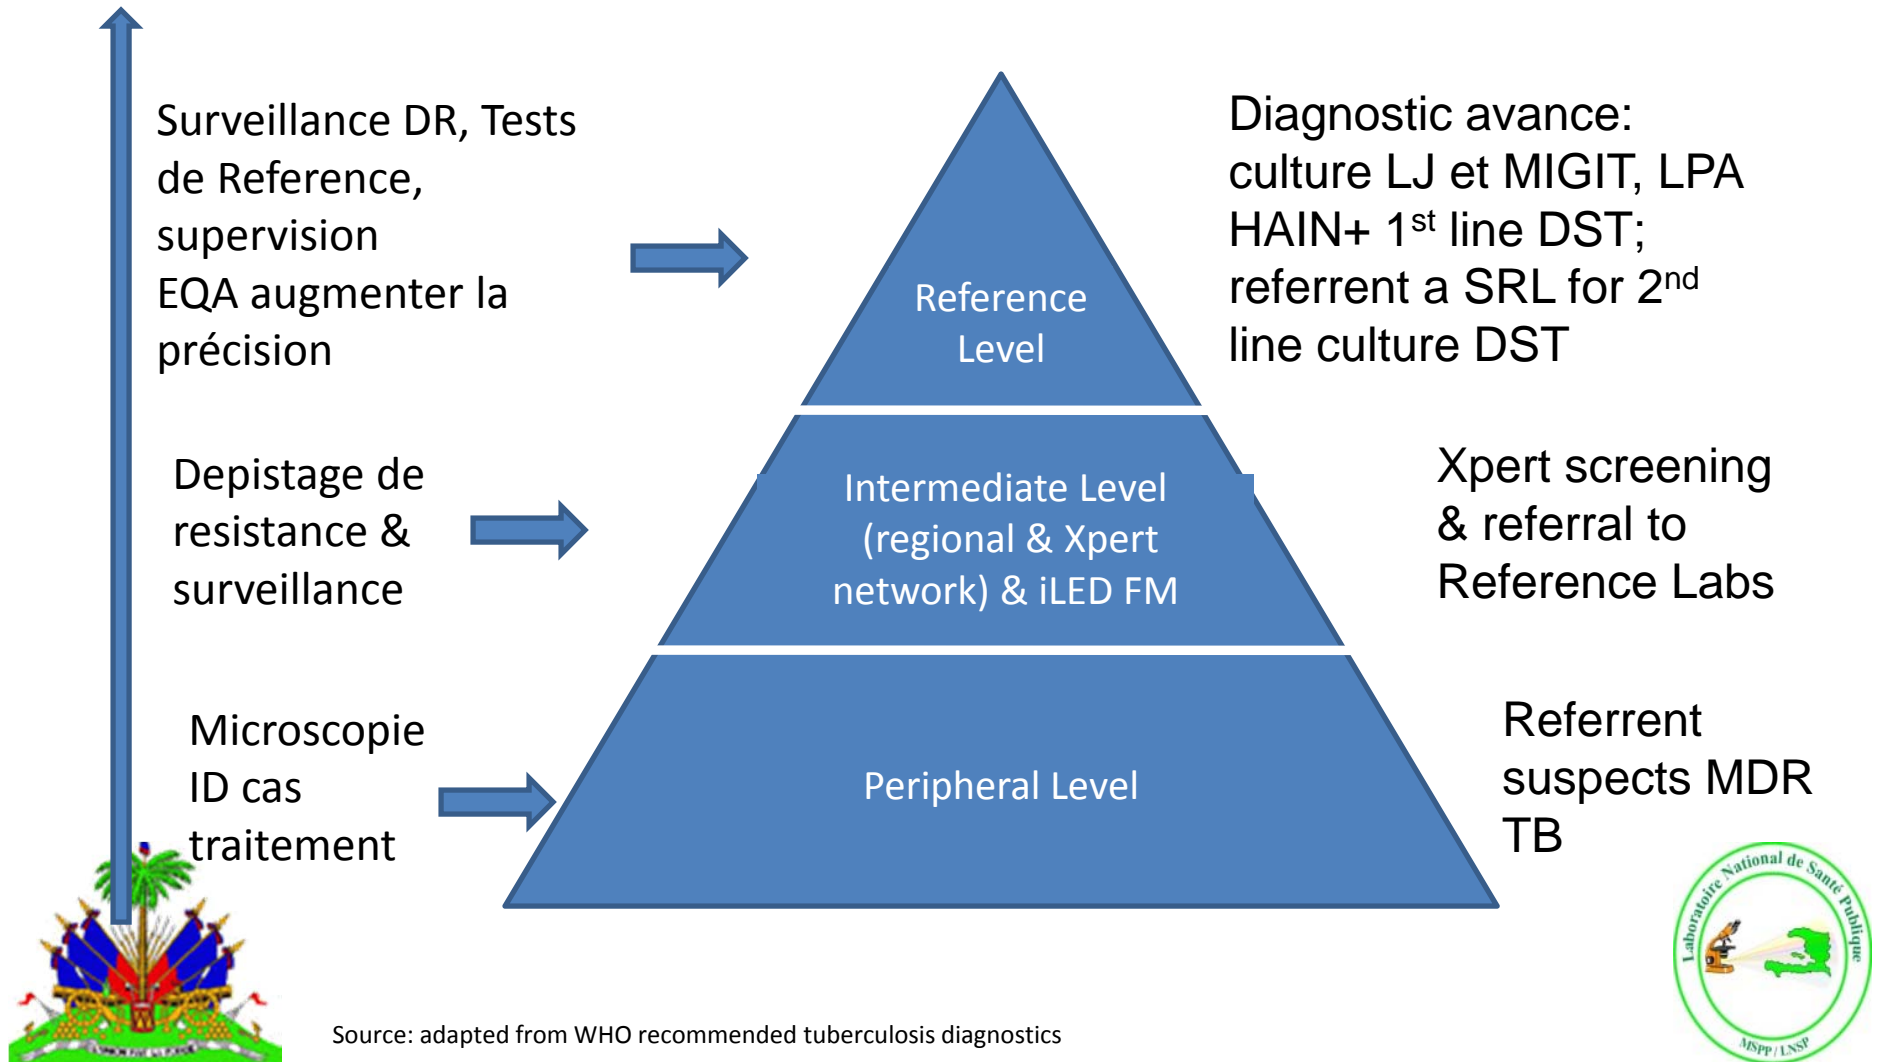 Surveillance DR, Tests
de Reference,
supervision
EQA augmenter la
précision
Reference
Level
Diagnostic avance:
culture LJ et MIGIT, LPA
HAIN+ 1st line DST;
referrent a SRL for 2nd
line culture DST
Depistage de
resistance &
surveillance
Intermediate Level
(regional & Xpert
network) & iLED FM
Xpert screening
& referral to
Reference Labs
Microscopie
ID cas
traitement
Peripheral Level
Referrent
suspects MDR
TB
Laboratoire National de Santé Publique
MSPP / LNSP
Source: adapted from WHO recommended tuberculosis diagnostics